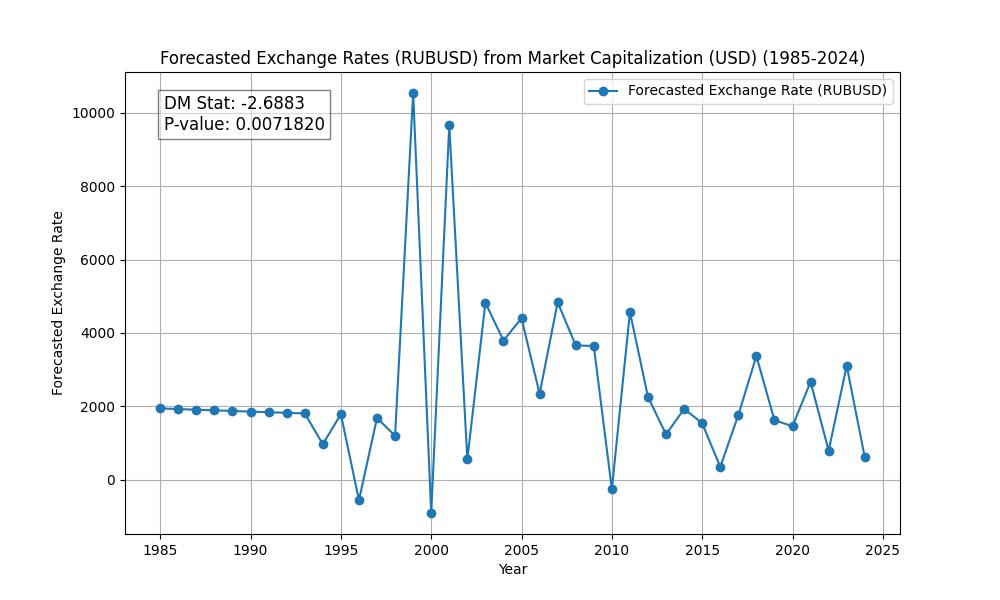 Forecasted Exchange Rates (RUBUSD) from Market Capitalization (USD) (1985-2024)
DM Stat: -2.6883
P-value: 0.0071820
Forecasted Exchange Rate (RUBUSD)
Forecasted Exchange Rate
10000
8000
6000
4000
2000
0
1985 1990 1995 2000 2005 2010 2015 2020 2025
Year